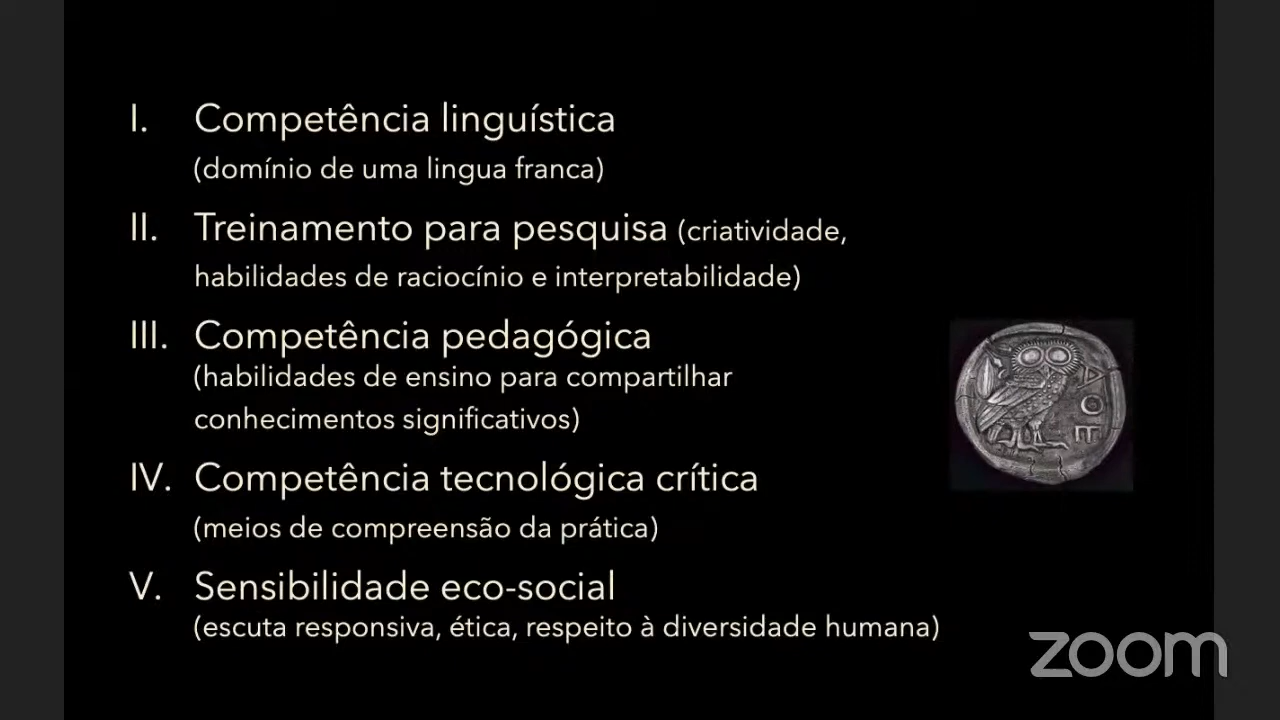 I. Competência linguística
(domínio de uma lingua franca)
II. Treinamento para pesquisa (criatividade,
habilidades de raciocínio e interpretabilidade)
III. Competência pedagógica
(habilidades de ensino para compartilhar
conhecimentos significativos)
IV. Competência tecnológica crítica
(meios de compreensão da prática)
V. Sensibilidade eco-social
(escuta responsiva, ética, respeito à diversidade humana)
ΑΘΕ
zoom